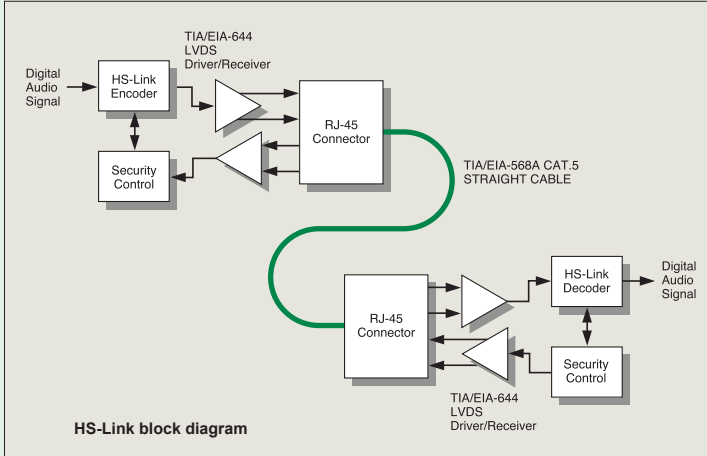 TIA/EIA-644
LVDS
Driver/Receiver
Digital
Audio
Signal
HS-Link
Encoder
RJ-45
Connector
Security
Control
TIA/EIA-568A CAT.5
STRAIGHT CABLE
RJ-45
Connector
HS-Link
Decoder
Digital
Audio
Signal
Security
Control
TIA/EIA-644
LVDS
Driver/Receiver
HS-Link block diagram